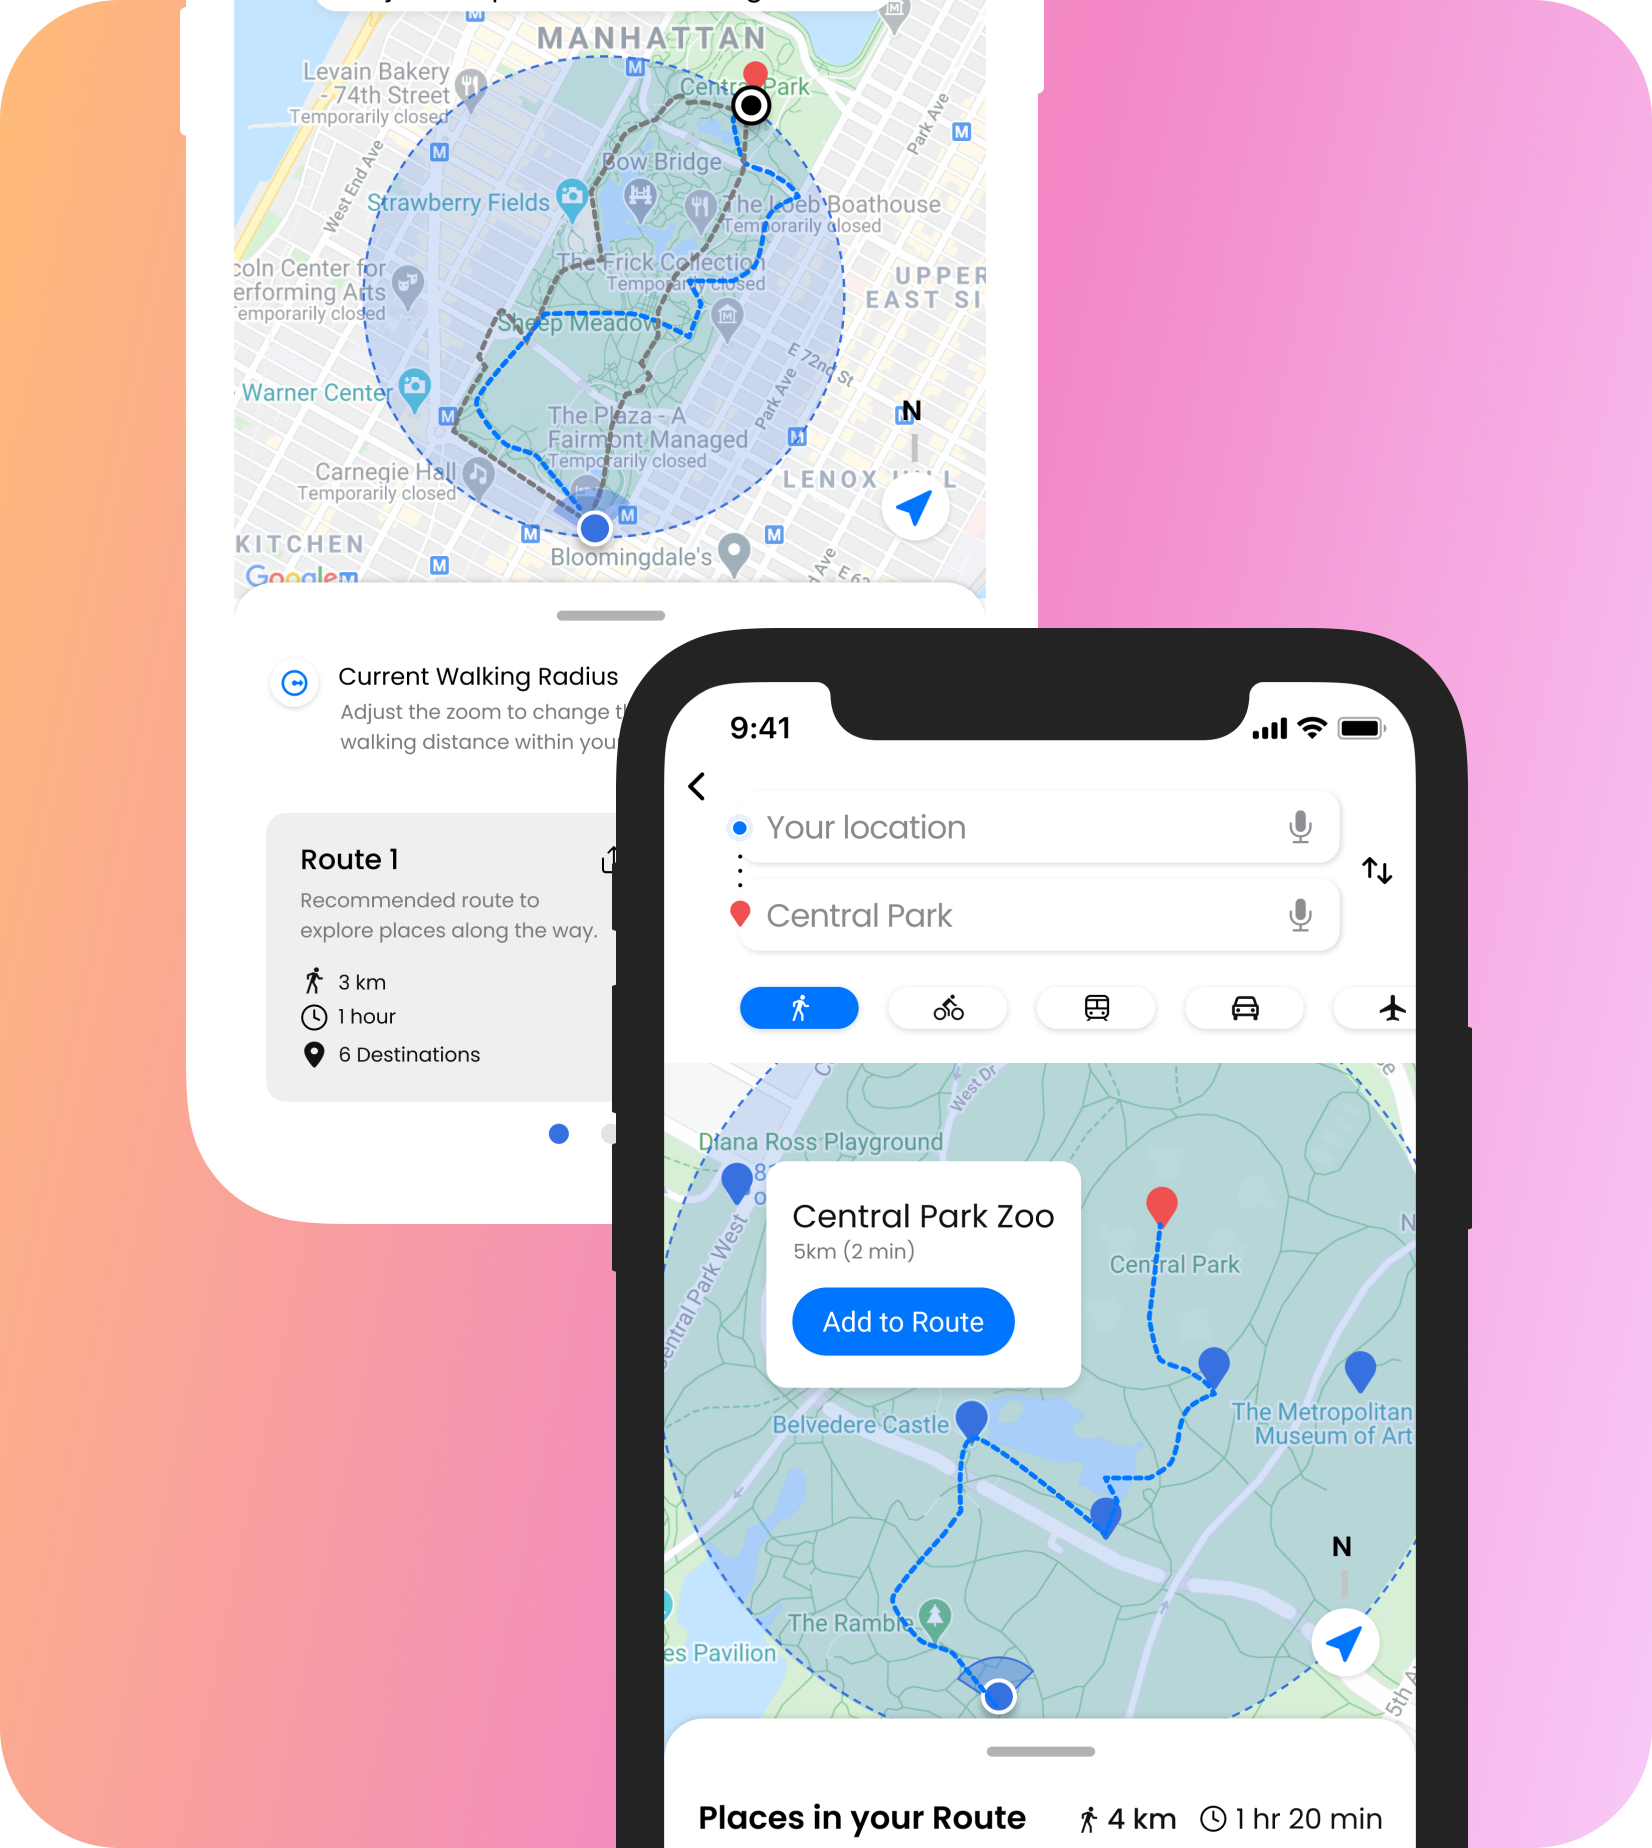 MANHATTAN
Levain Bakery
- 74th Street
Temporarily closed
Central Park
Park Ave
West End Ave
Bow Bridge
Strawberry Fields
The Loeb Boathouse
Temporarily closed
The Frick Collection
Temporarily closed
coln Center for
erforming Arts
Temporarily closed
UPPER
EAST SI
Sheep Meadow
E 72nd St
Warner Center
Park Ave
The Plaza - A
Fairmont Managed
Temporarily closed
N
Carnegie Hall
Temporarily closed
LENOX HILL
KITCHEN
Bloomingdale's
Google
Current Walking Radius
Adjust the zoom to change
walking distance within you
Route 1
Recommended route to
explore places along the way.
3 km
1 hour
6 Destinations
9:41
Your location
Central Park
West Dr
Diana Ross Playground
Central Park West
Central Park Zoo
5km (2 min)
Add to Route
Central Park
Belvedere Castle
The Metropolitan
Museum of Art
N
The Ramble
es Pavilion
5th A
Places in your Route
4 km
1 hr 20 min